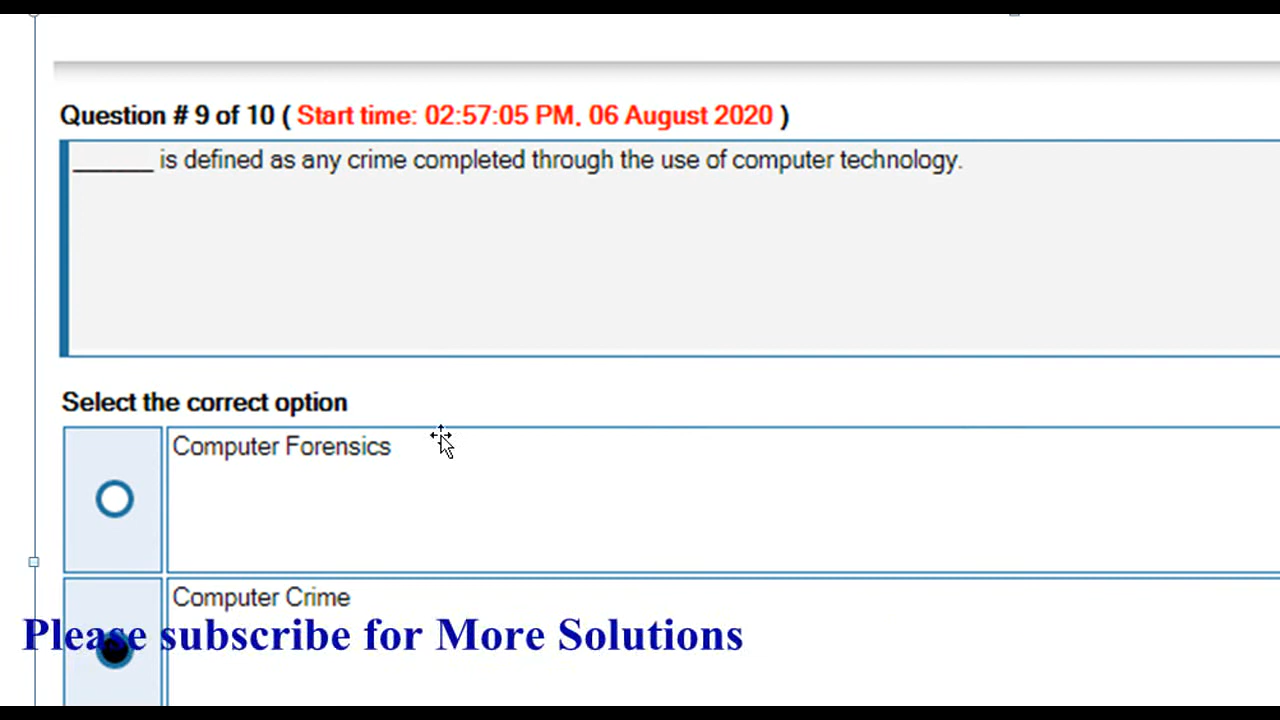 Question # 9 of 10 ( Start time: 02:57:05 PM, 06 August 2020 )
______ is defined as any crime completed through the use of computer technology.
Select the correct option
Computer Forensics
Computer Crime
Please subscribe for More Solutions